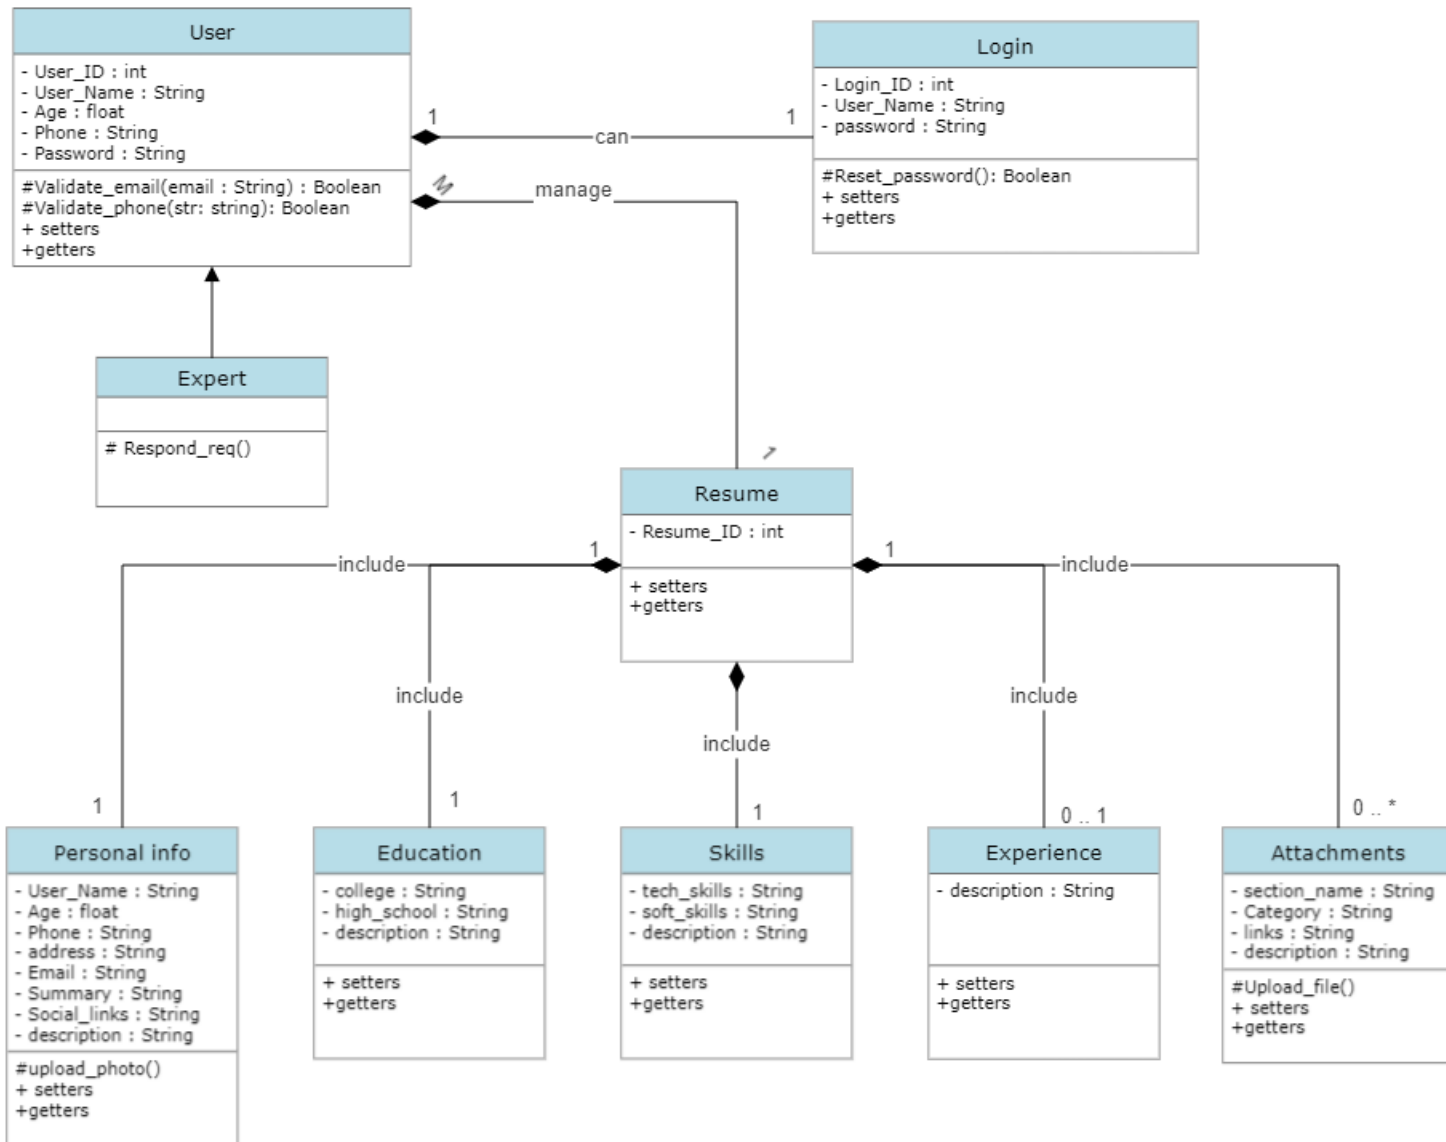 User
- User_ID : int
- User_Name : String
- Age : float
- Phone : String
- Password : String
#Validate_email(email : String) : Boolean
#Validate_phone(str: string): Boolean
+ setters
+getters
Login
- Login_ID : int
- User_Name : String
- password : String
#Reset_password(): Boolean
+ setters
+getters
1
can
1
M
manage
1
Expert
# Respond_req()
Resume
- Resume_ID : int
+ setters
+getters
include
1
1
include
include
include
include
1
1
1
0 .. 1
0 .. *
Personal info
- User_Name : String
- Age : float
- Phone : String
- address : String
- Email : String
- Summary : String
- Social_links : String
- description : String
#upload_photo()
+ setters
+getters
Education
- college : String
- high_school : String
- description : String
+ setters
+getters
Skills
- tech_skills : String
- soft_skills : String
- description : String
+ setters
+getters
Experience
- description : String
+ setters
+getters
Attachments
- section_name : String
- Category : String
- links : String
- description : String
#Upload_file()
+ setters
+getters